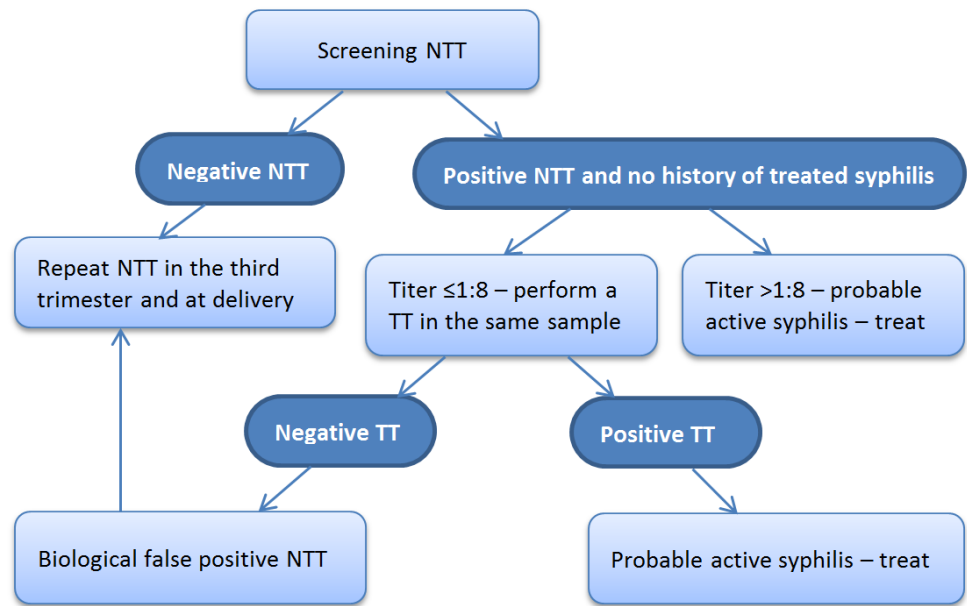 Screening NTT
Negative NTT
Positive NTT and no history of treated syphilis
Repeat NTT in the third
trimester and at delivery
Titer ≤1:8 – perform a
TT in the same sample
Titer >1:8 – probable
active syphilis – treat
Negative TT
Positive TT
Biological false positive NTT
Probable active syphilis – treat